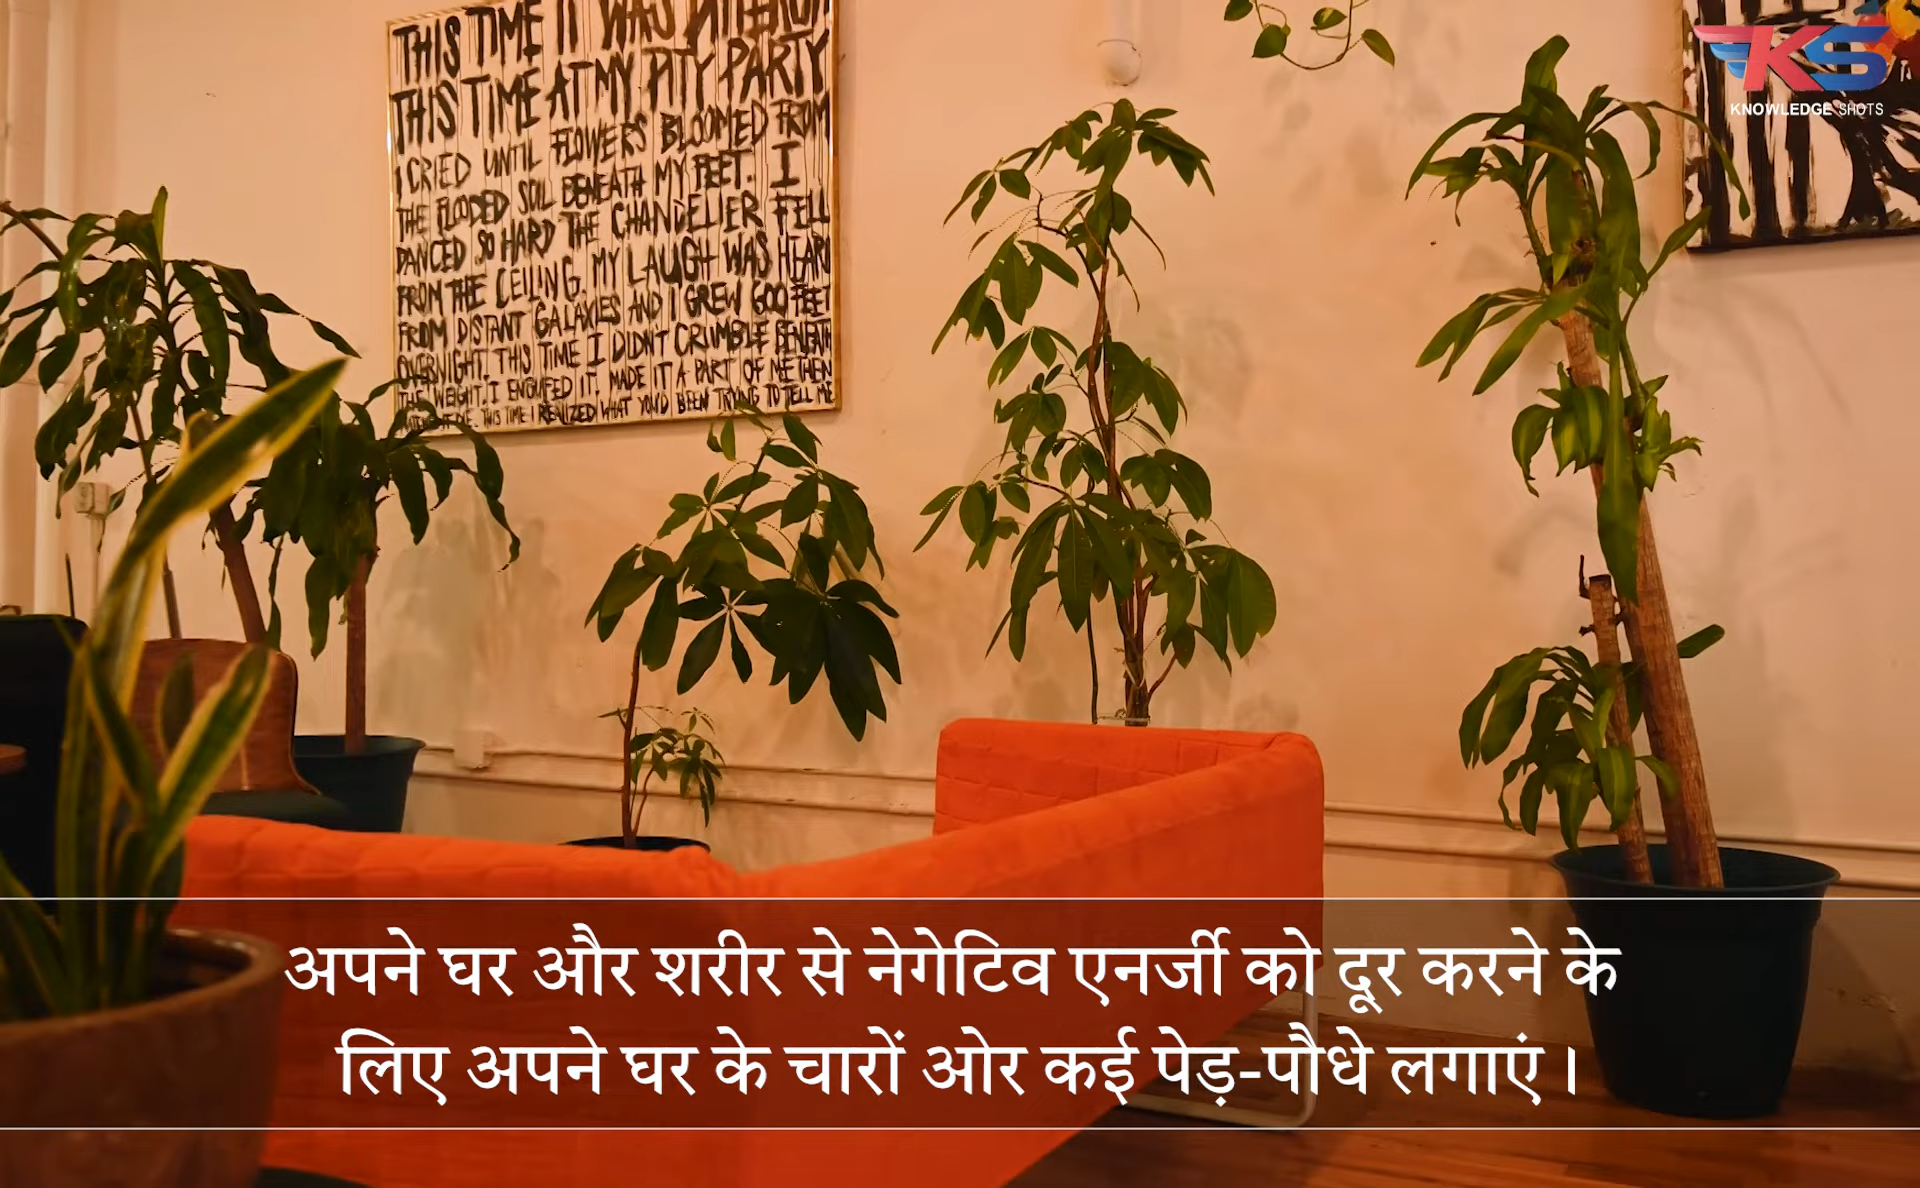 THIS TIME IT WAS
THIS TIME AT MY PITY PARTY
I CRIED UNTIL FLOWERS BLOOMED FROM
THE FLOODED SOIL BENEATH MY FEET. I
DANCED SO HARD THE CHANDELIER FELL
FROM THE CEILING. MY LAUGH WAS HEARD
FROM DISTANT GALAXIES AND I GREW 600 FEET
OVERNIGHT. THIS TIME I DIDN'T CRUMBLE BENEATH
THE WEIGHT. I ENGULFED IT. MADE IT A PART OF ME THEN
DIE. THIS TIME I REALIZED WHAT YOU'D BEEN TRYING TO TELL ME
KS
KNOWLEDGE SHOTS
अपने घर और शरीर से नेगेटिव एनर्जी को दूर करने के
लिए अपने घर के चारों ओर कई पेड़-पौधे लगाएं।